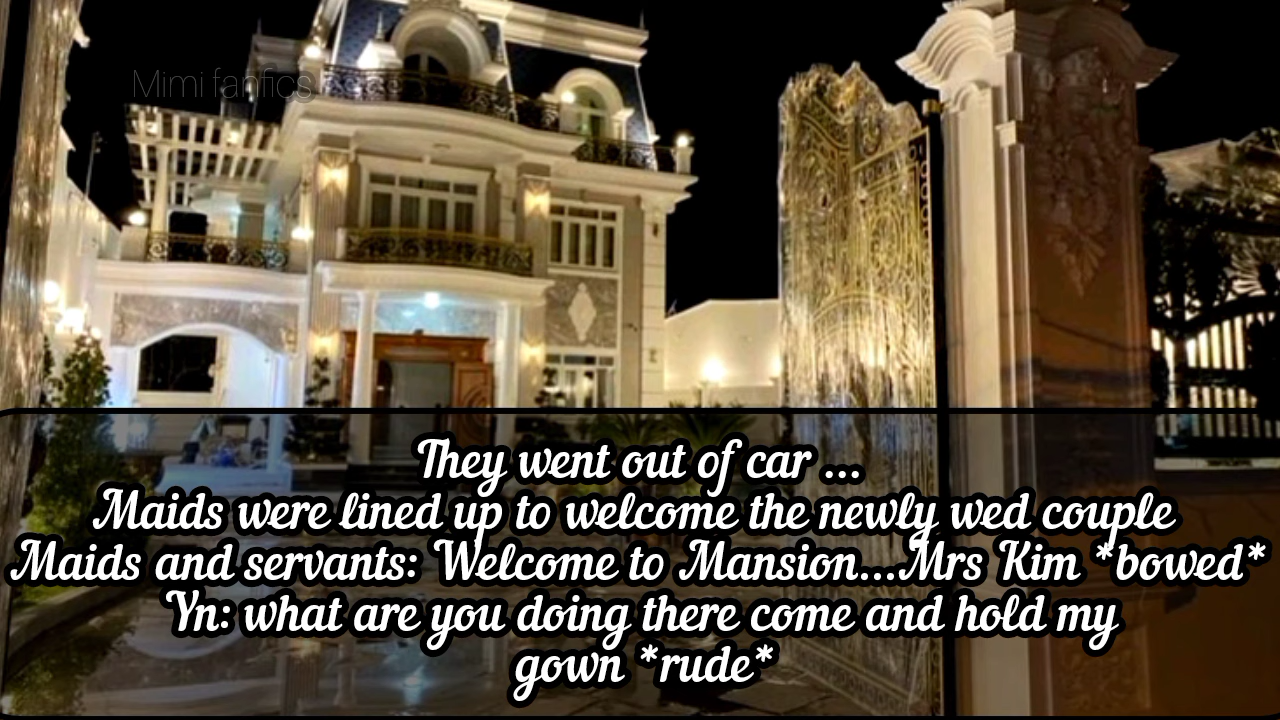 Mimi fanfics
They went out of car ...
Maids were lined up to welcome the newly wed couple
Maids and servants: Welcome to Mansion...Mrs Kim *bowed*
Yn: what are you doing there come and hold my
gown *rude*